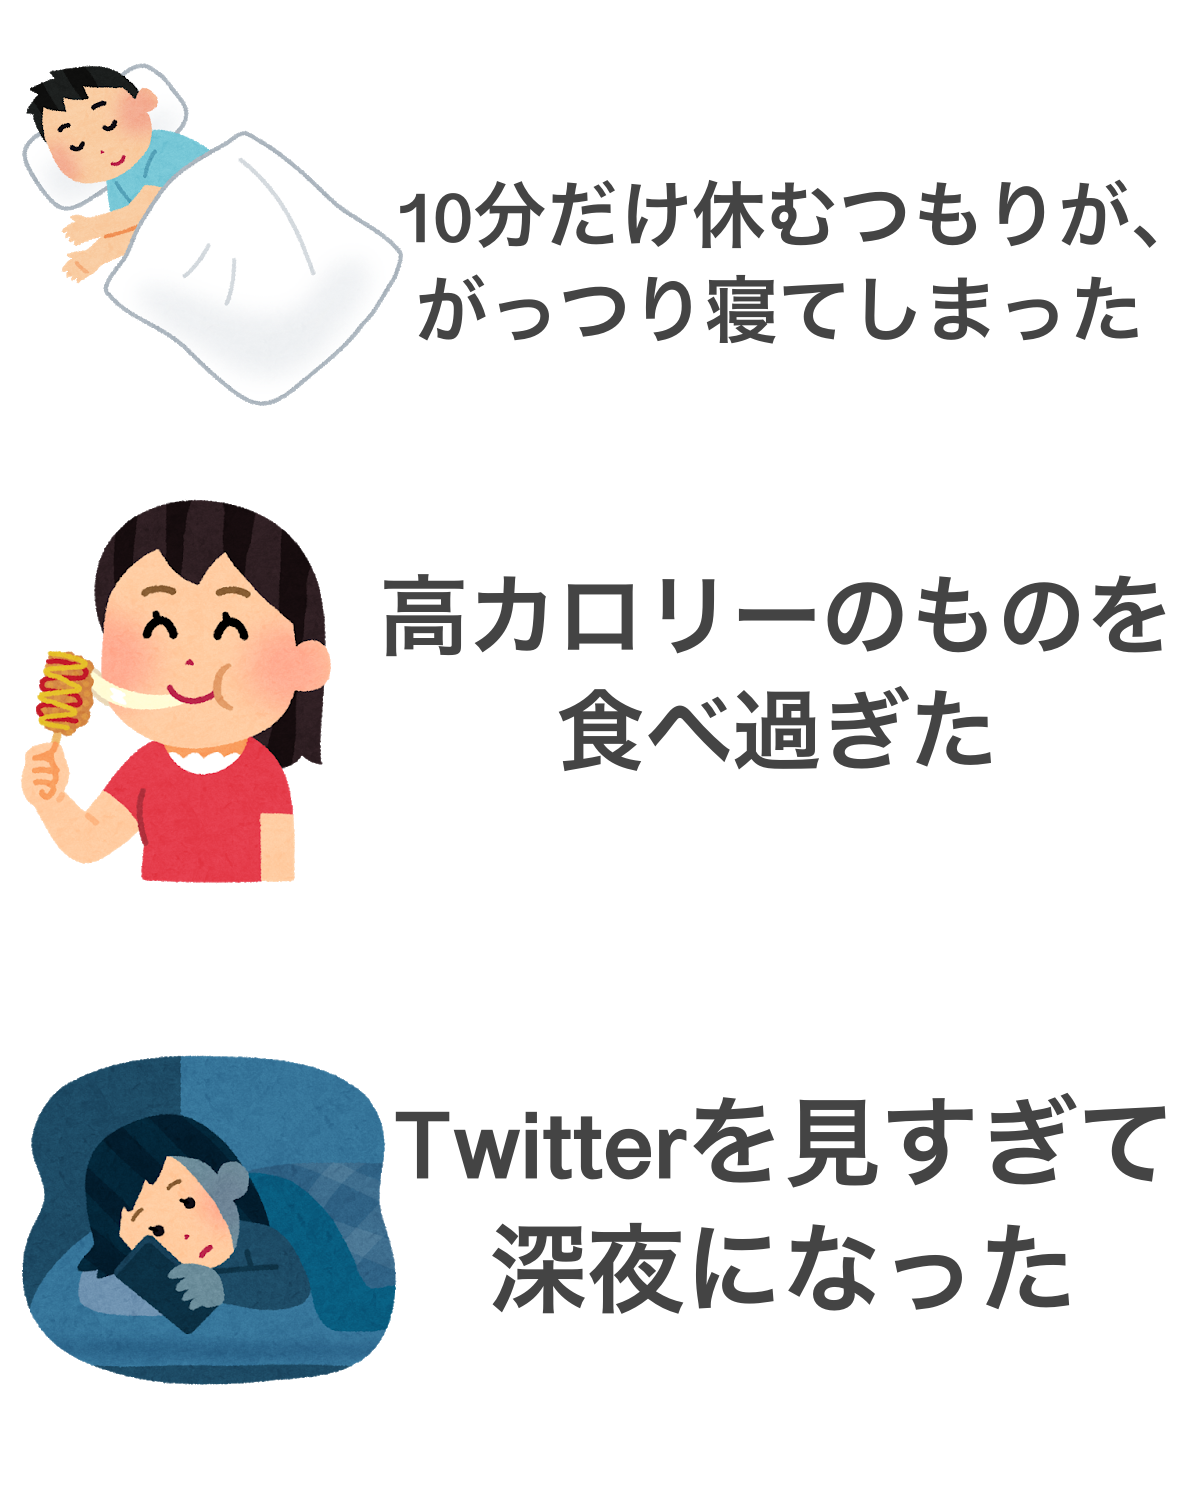 10分だけ休むつもりが、
がっつり寝てしまった
高カロリーのものを
食べ過ぎた
Twitterを見すぎて
深夜になった